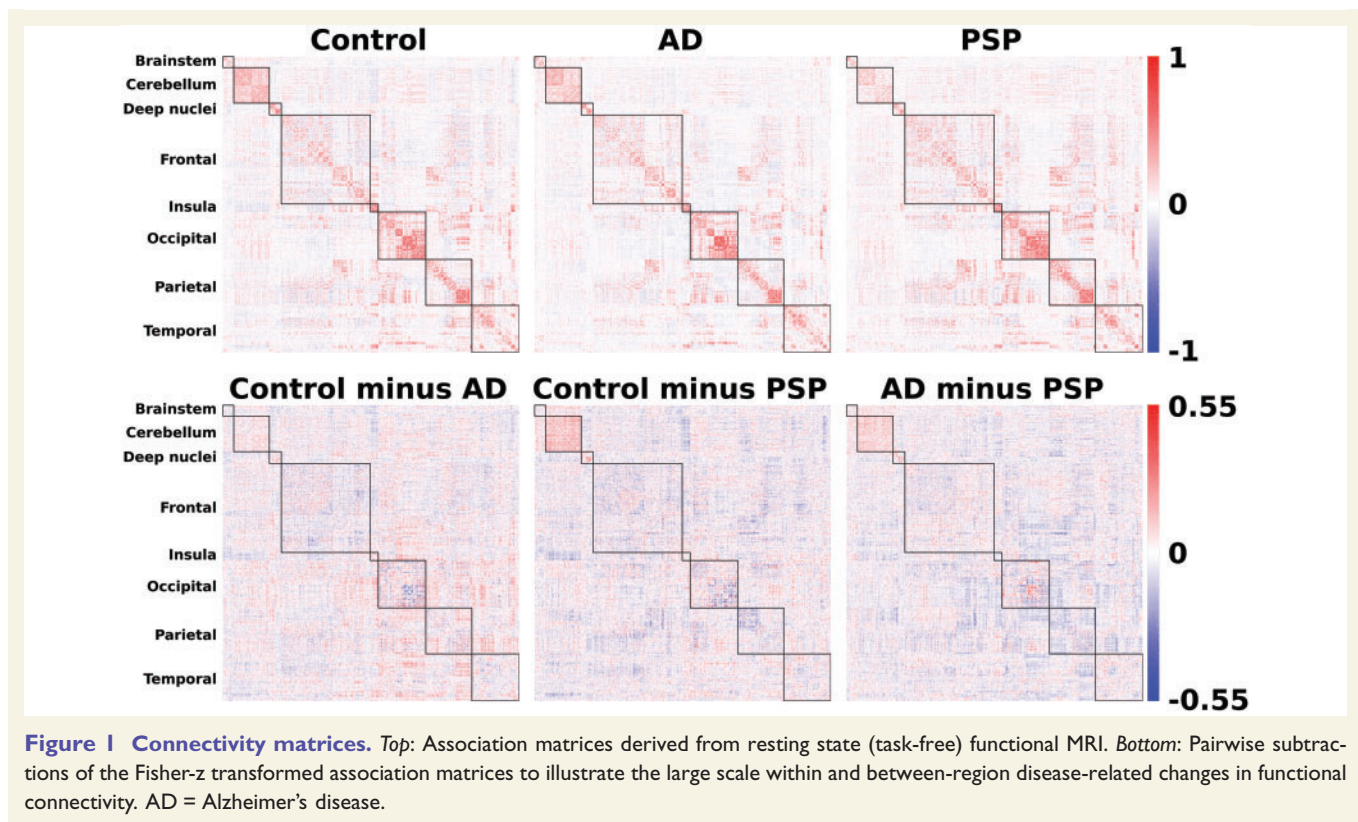 Control AD PSP
Brainstem
Cerebellum
Deep nuclei
Frontal
Insula
Occipital
Parietal
Temporal
1
0
-1
Control minus AD Control minus PSP AD minus PSP
Brainstem
Cerebellum
Deep nuclei
Frontal
Insula
Occipital
Parietal
Temporal
0.55
0
-0.55
Figure 1 Connectivity matrices. Top: Association matrices derived from resting state (task-free) functional MRI. Bottom: Pairwise subtrac-
tions of the Fisher-z transformed association matrices to illustrate the large scale within and between-region disease-related changes in functional
connectivity. AD = Alzheimer's disease.